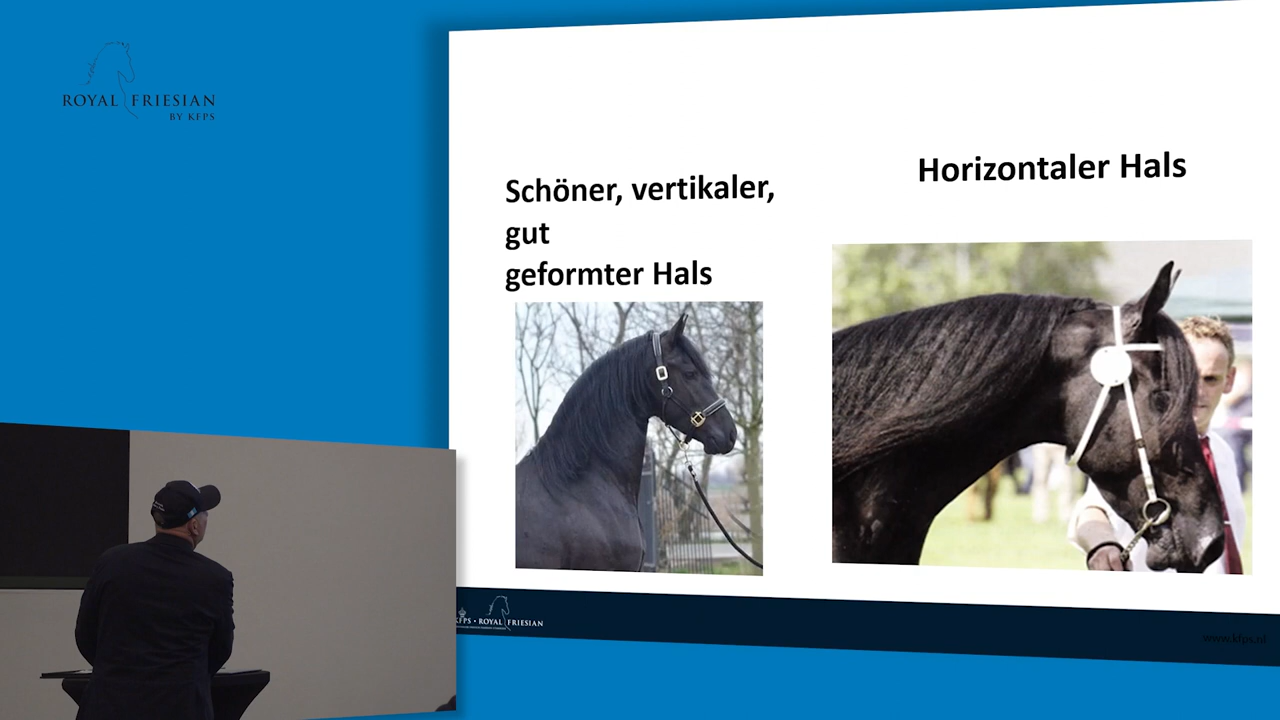 ROYAL FRIESIAN
BY KFPS
Schöner, vertikaler,
gut
geformter Hals
Horizontaler Hals
KFPS • ROYAL FRIESIAN
www.kfps.nl